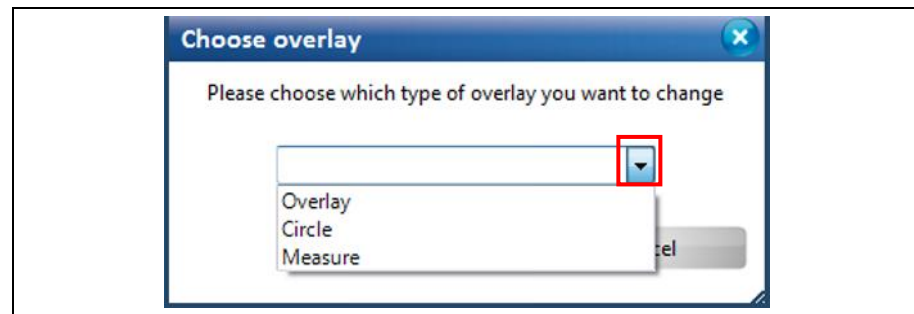 Choose overlay
Please choose which type of overlay you want to change
Overlay
Circle
Measure